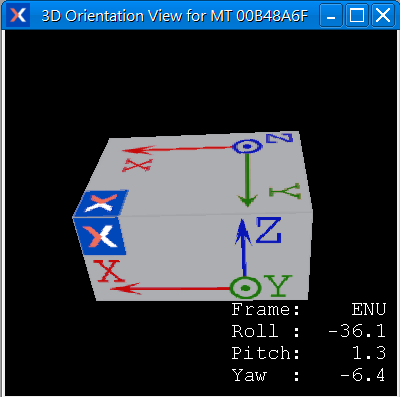 3D Orientation View for MT 00B48A6F
Z
X
Y
Z
X
Y
Frame: ENU
Roll : -36.1
Pitch: 1.3
Yaw : -6.4